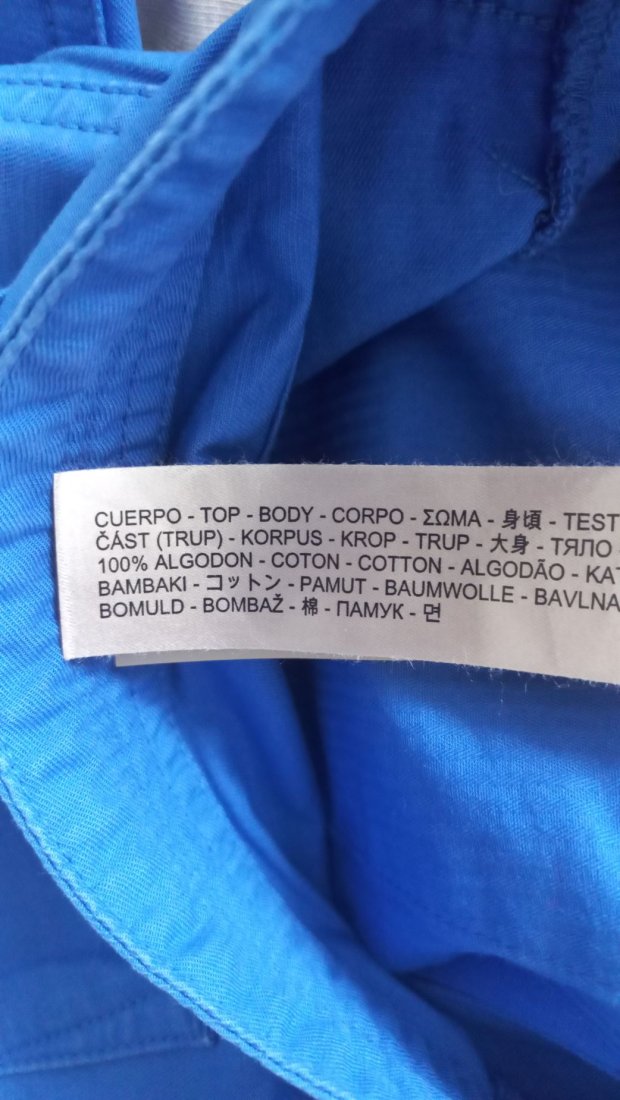 CUERPO - TOP - BODY - CORPO - ΣΩΜΑ - 身頃 - TEST
ČÁST (TRUP) - KORPUS - KROP - TRUP - 大身 - ТЯЛО -
100% ALGODON - COTON - COTTON - ALGODÃO - KAT
BAMBAKI - コットン - PAMUT - BAUMWOLLE - BAVLNA
BOMULD - BOMBAŽ - 棉 - ПАМУК - 면